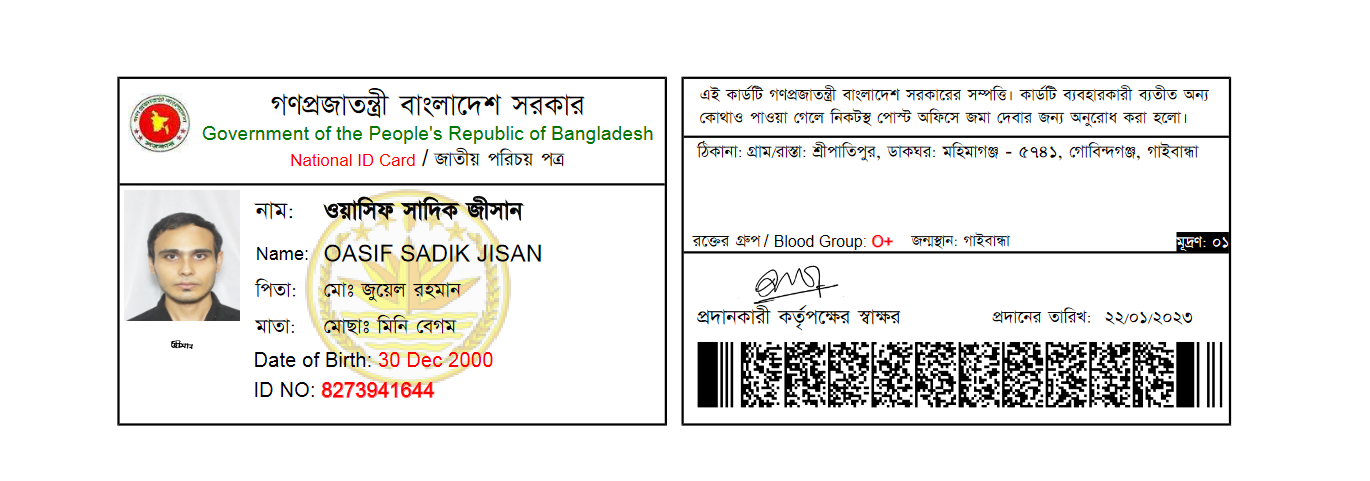 গণপ্রজাতন্ত্রী বাংলাদেশ সরকার
Government of the People's Republic of Bangladesh
National ID Card / জাতীয় পরিচয় পত্র
নাম: ওয়াসিফ সাদিক জীসান
Name: OASIF SADIK JISAN
পিতা: মোঃ জুয়েল রহমান
মাতা: মোছাঃ মিনি বেগম
Date of Birth: 30 Dec 2000
ID NO: 8273941644
এই কার্ডটি গণপ্রজাতন্ত্রী বাংলাদেশ সরকারের সম্পত্তি। কার্ডটি ব্যবহারকারী ব্যতীত অন্য
কোথাও পাওয়া গেলে নিকটস্থ পোস্ট অফিসে জমা দেবার জন্য অনুরোধ করা হলো।
ঠিকানা: গ্রাম/রাস্তা: শ্রীপাতিপুর, ডাকঘর: মহিমাগঞ্জ - ৫৭৪১, গোবিন্দগঞ্জ, গাইবান্ধা
রক্তের গ্রুপ / Blood Group: O+ জন্মস্থান: গাইবান্ধা মুদ্রণ: ০১
প্রদানকারী কর্তৃপক্ষের স্বাক্ষর প্রদানের তারিখ: ২২/০১/২০২৩